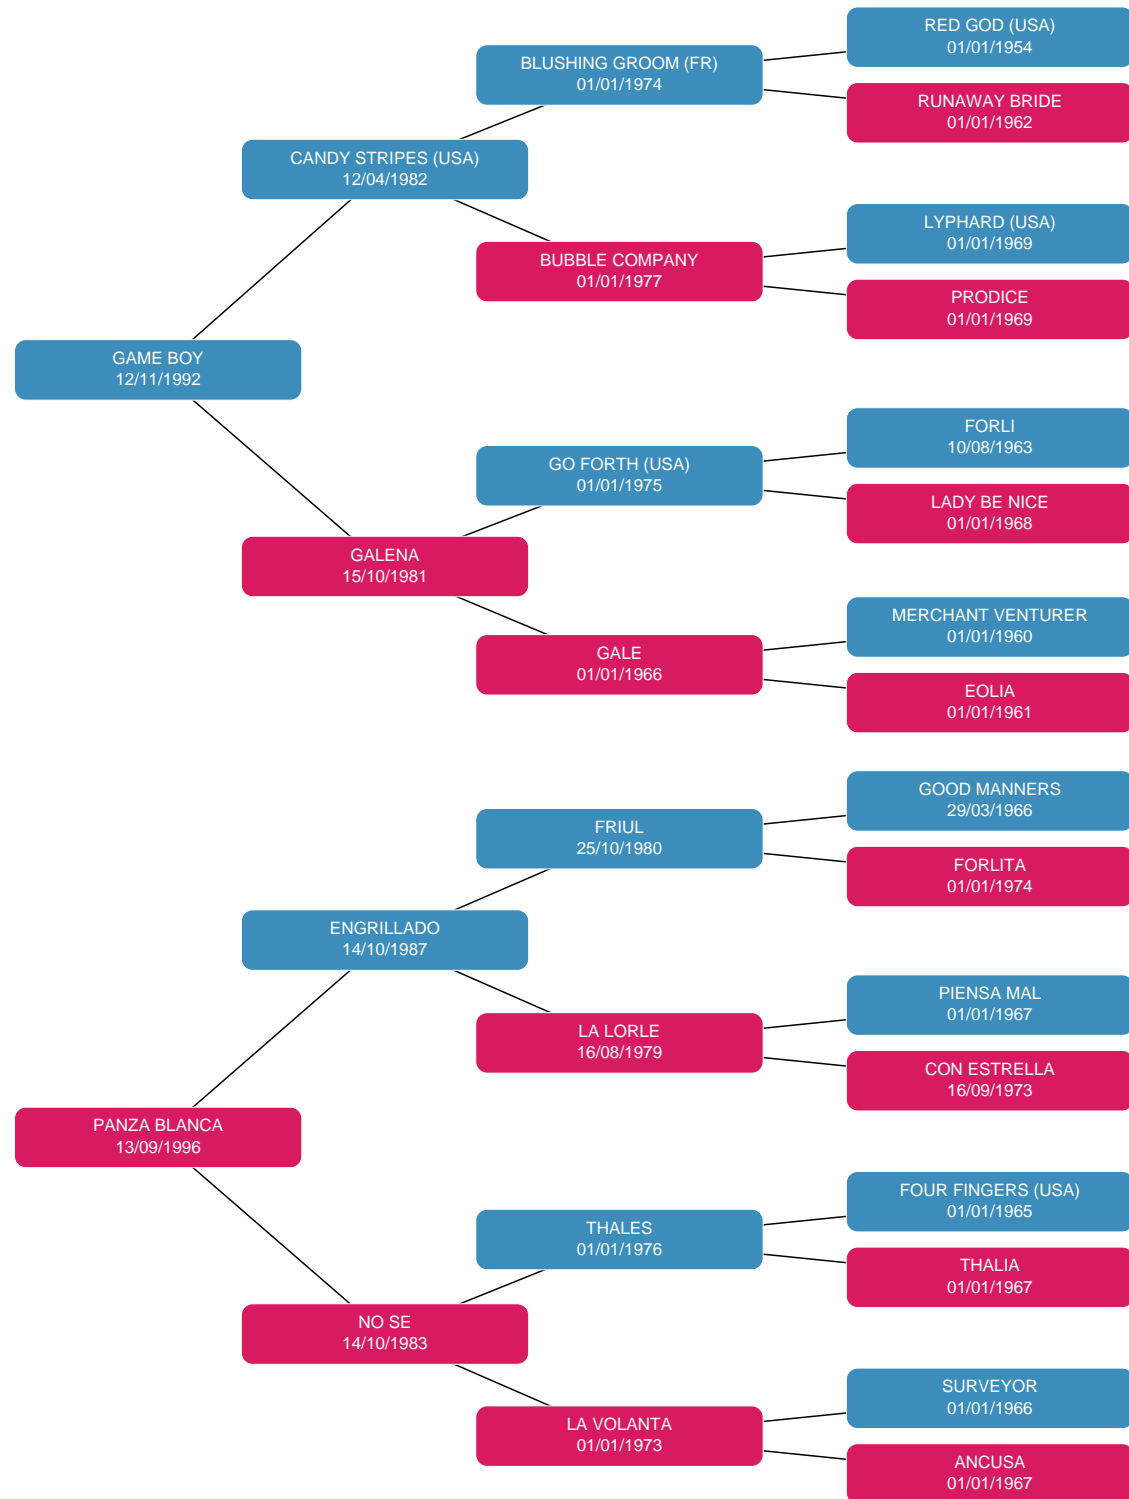 RED GOD (USA)
01/01/1954
BLUSHING GROOM (FR)
01/01/1974
RUNAWAY BRIDE
01/01/1962
CANDY STRIPES (USA)
12/04/1982
LYPHARD (USA)
01/01/1969
BUBBLE COMPANY
01/01/1977
PRODICE
01/01/1969
GAME BOY
12/11/1992
FORLI
10/08/1963
GO FORTH (USA)
01/01/1975
LADY BE NICE
01/01/1968
GALENA
15/10/1981
MERCHANT VENTURER
01/01/1960
GALE
01/01/1966
EOLIA
01/01/1961
GOOD MANNERS
29/03/1966
FRIUL
25/10/1980
FORLITA
01/01/1974
ENGRILLADO
14/10/1987
PIENSA MAL
01/01/1967
LA LORLE
16/08/1979
CON ESTRELLA
16/09/1973
PANZA BLANCA
13/09/1996
FOUR FINGERS (USA)
01/01/1965
THALES
01/01/1976
THALIA
01/01/1967
NO SE
14/10/1983
SURVEYOR
01/01/1966
LA VOLANTA
01/01/1973
ANCUSA
01/01/1967